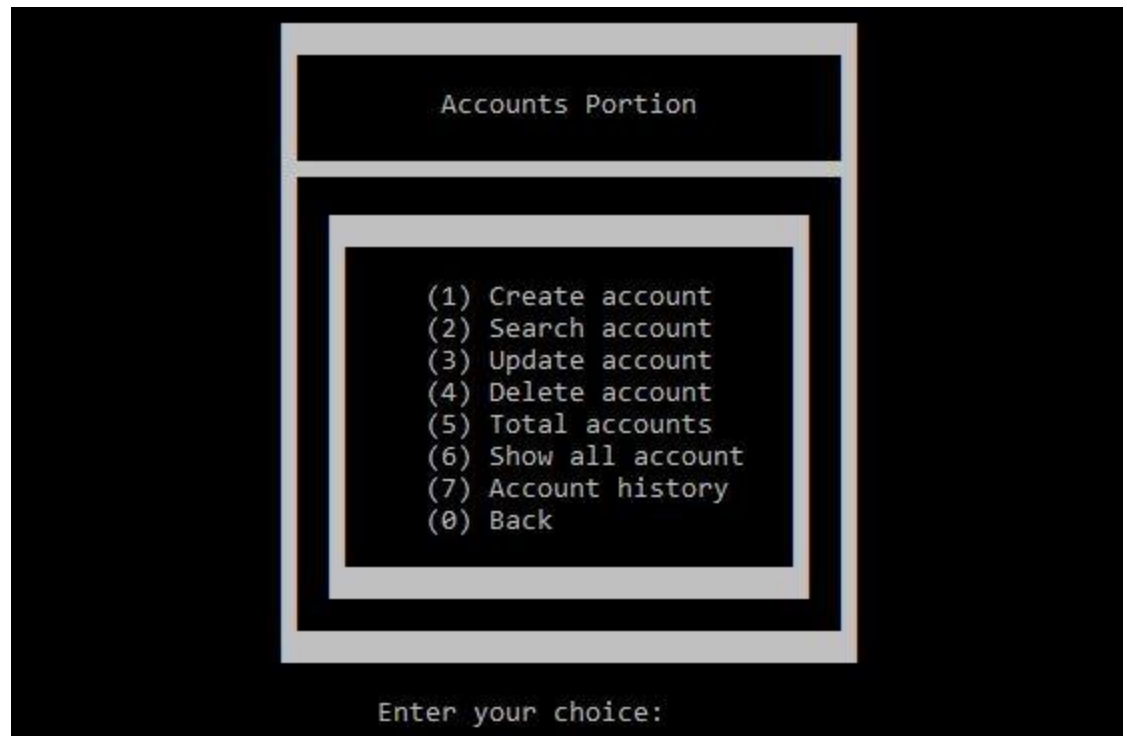 Accounts Portion
(1) Create account
(2) Search account
(3) Update account
(4) Delete account
(5) Total accounts
(6) Show all account
(7) Account history
(0) Back
Enter your choice: